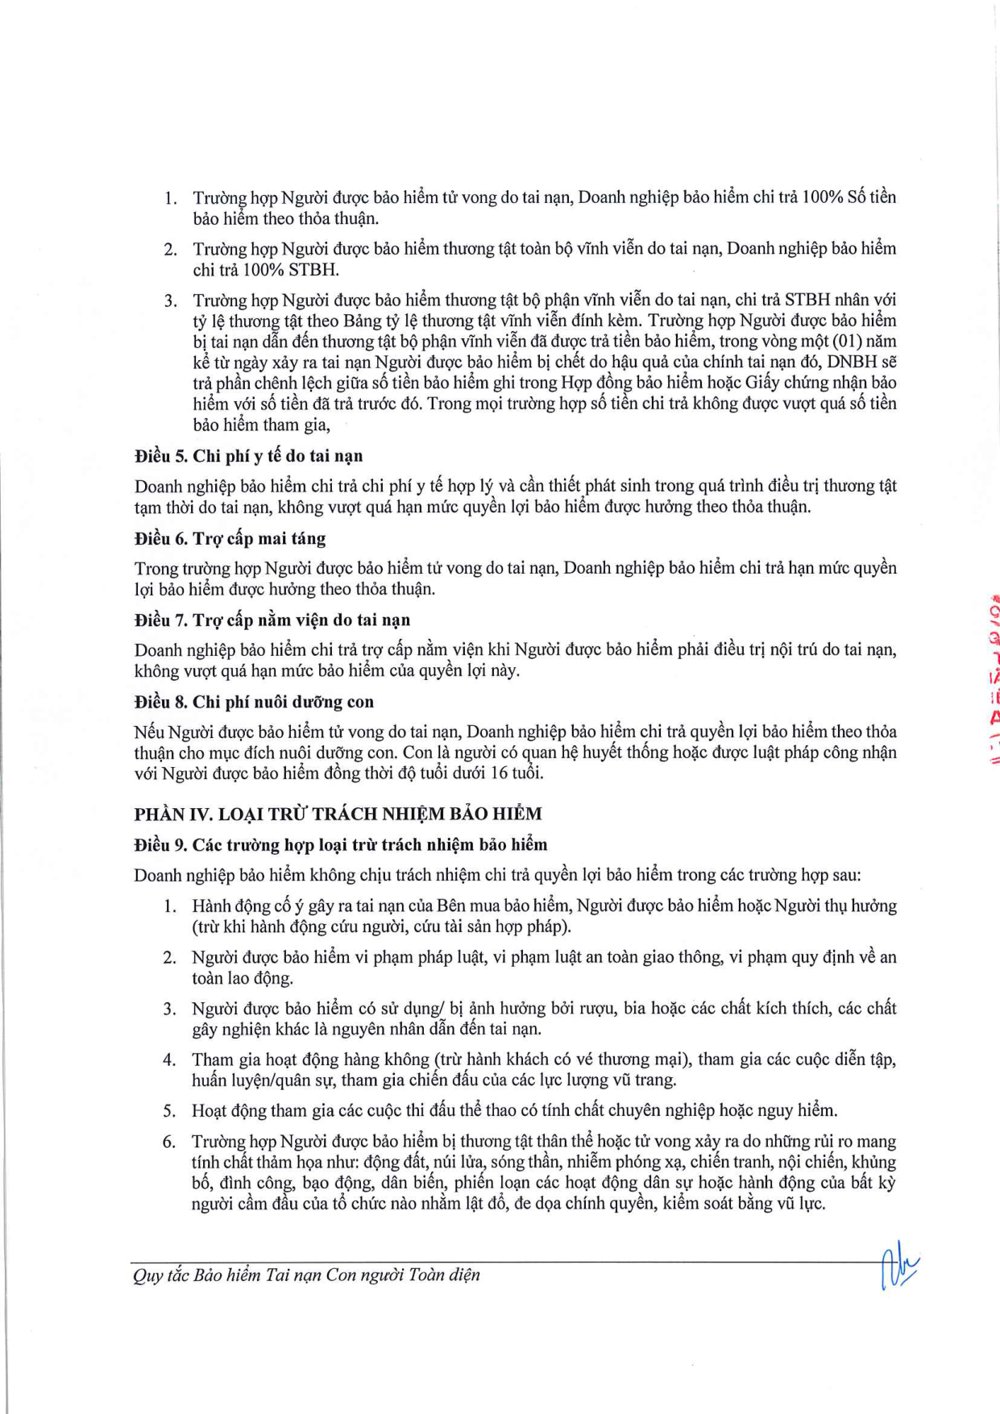 1. Trường hợp Người được bảo hiểm tử vong do tai nạn, Doanh nghiệp bảo hiểm chi trả 100% Số tiền
bảo hiểm theo thỏa thuận.
2. Trường hợp Người được bảo hiểm thương tật toàn bộ vĩnh viễn do tai nạn, Doanh nghiệp bảo hiểm
chi trả 100% STBH.
3. Trường hợp Người được bảo hiểm thương tật bộ phận vĩnh viễn do tai nạn, chi trả STBH nhân với
tỷ lệ thương tật theo Bảng tỷ lệ thương tật vĩnh viễn đính kèm. Trường hợp Người được bảo hiểm
bị tai nạn dẫn đến thương tật bộ phận vĩnh viễn đã được trả tiền bảo hiểm, trong vòng một (01) năm
kể từ ngày xảy ra tai nạn Người được bảo hiểm bị chết do hậu quả của chính tai nạn đó, DNBH sẽ
trả phần chênh lệch giữa số tiền bảo hiểm ghi trong Hợp đồng bảo hiểm hoặc Giấy chứng nhận bảo
hiểm với số tiền đã trả trước đó. Trong mọi trường hợp số tiền chi trả không được vượt quá số tiền
bảo hiểm tham gia,
Điều 5. Chi phí y tế do tai nạn
Doanh nghiệp bảo hiểm chi trả chi phí y tế hợp lý và cần thiết phát sinh trong quá trình điều trị thương tật
tạm thời do tai nạn, không vượt quá hạn mức quyền lợi bảo hiểm được hưởng theo thỏa thuận.
Điều 6. Trợ cấp mai táng
Trong trường hợp Người được bảo hiểm tử vong do tai nạn, Doanh nghiệp bảo hiểm chi trả hạn mức quyền
lợi bảo hiểm được hưởng theo thỏa thuận.
Điều 7. Trợ cấp nằm viện do tai nạn
Doanh nghiệp bảo hiểm chi trả trợ cấp nằm viện khi Người được bảo hiểm phải điều trị nội trú do tai nạn,
không vượt quá hạn mức bảo hiểm của quyền lợi này.
Điều 8. Chi phí nuôi dưỡng con
Nếu Người được bảo hiểm tử vong do tai nạn, Doanh nghiệp bảo hiểm chi trả quyền lợi bảo hiểm theo thỏa
thuận cho mục đích nuôi dưỡng con. Con là người có quan hệ huyết thống hoặc được luật pháp công nhận
với Người được bảo hiểm đồng thời độ tuổi dưới 16 tuổi.
PHẦN IV. LOẠI TRỪ TRÁCH NHIỆM BẢO HIỂM
Điều 9. Các trường hợp loại trừ trách nhiệm bảo hiểm
Doanh nghiệp bảo hiểm không chịu trách nhiệm chi trả quyền lợi bảo hiểm trong các trường hợp sau:
1. Hành động cố ý gây ra tai nạn của Bên mua bảo hiểm, Người được bảo hiểm hoặc Người thụ hưởng
(trừ khi hành động cứu người, cứu tài sản hợp pháp).
2. Người được bảo hiểm vi phạm pháp luật, vi phạm luật an toàn giao thông, vi phạm quy định về an
toàn lao động.
3. Người được bảo hiểm có sử dụng/ bị ảnh hưởng bởi rượu, bia hoặc các chất kích thích, các chất
gây nghiện khác là nguyên nhân dẫn đến tai nạn.
4. Tham gia hoạt động hàng không (trừ hành khách có vé thương mại), tham gia các cuộc diễn tập,
huấn luyện/quân sự, tham gia chiến đấu của các lực lượng vũ trang.
5. Hoạt động tham gia các cuộc thi đấu thể thao có tính chất chuyên nghiệp hoặc nguy hiểm.
6. Trường hợp Người được bảo hiểm bị thương tật thân thể hoặc tử vong xảy ra do những rủi ro mang
tính chất thảm họa như: động đất, núi lửa, sóng thần, nhiễm phóng xạ, chiến tranh, nội chiến, khủng
bố, đình công, bạo động, dân biến, phiến loạn các hoạt động dân sự hoặc hành động của bất kỳ
người cầm đầu của tổ chức nào nhằm lật đổ, đe dọa chính quyền, kiểm soát bằng vũ lực.
Quy tắc Bảo hiểm Tai nạn Con người Toàn diện